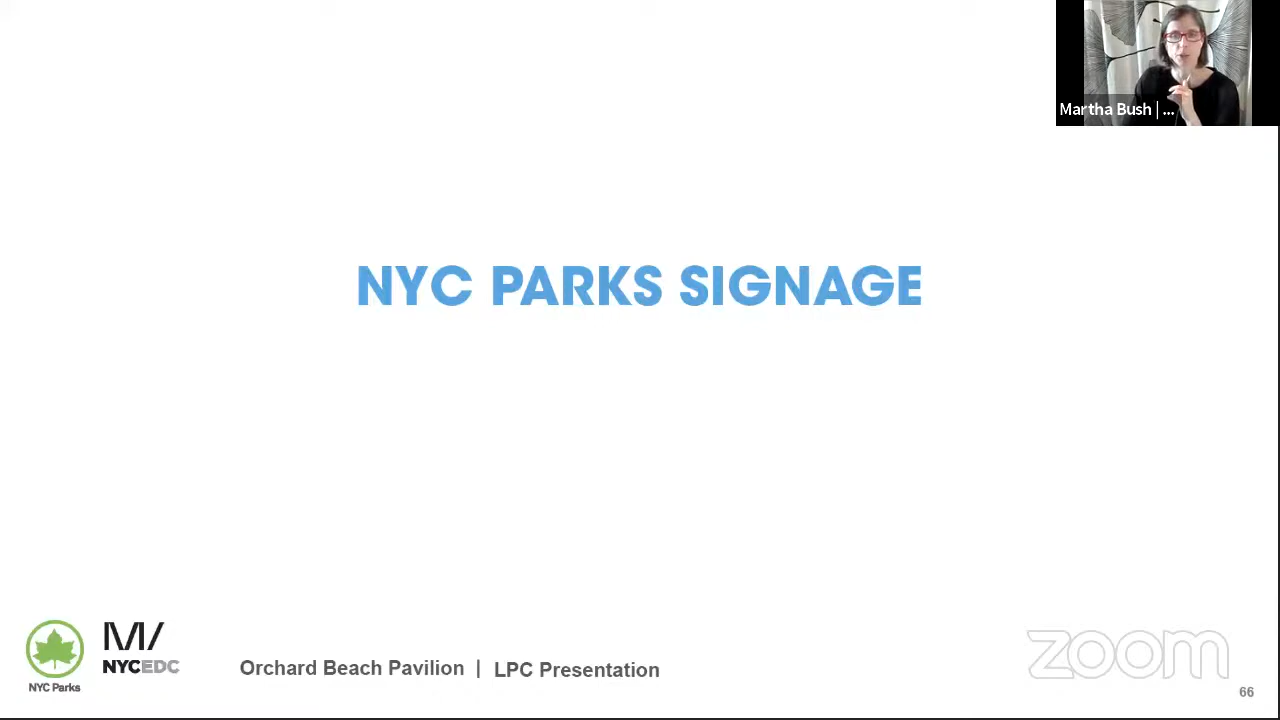 Martha Bush | ...
NYC PARKS SIGNAGE
M/
NYCEDC
NYC Parks
Orchard Beach Pavilion | LPC Presentation
zoom
66